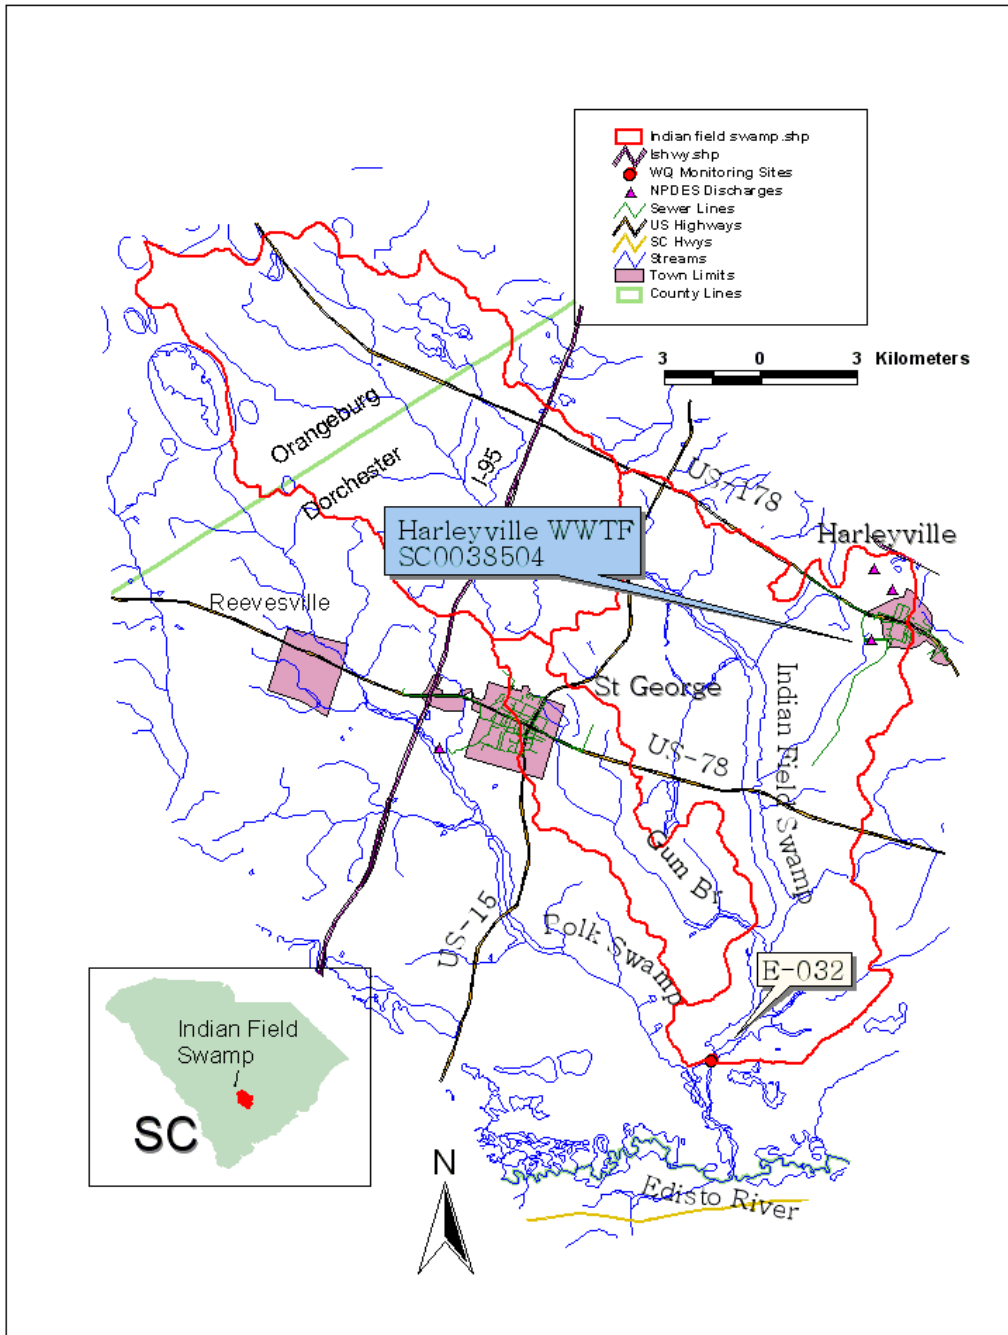 Indian field swamp.shp
Ishwy.shp
WQ Monitoring Sites
NPDES Discharges
Sewer Lines
US Highways
SC Hwys
Streams
Town Limits
County Lines
3 0 3 Kilometers
Orangeburg
Dorchester
I-95
US-178
Harleyville
Harleyville WWTF
SC0038504
Reevesville
St George
US-78
Indian Field Swamp
Gum Br
US-15
Polk Swamp
E-032
Indian Field
Swamp
SC
N
Edisto River